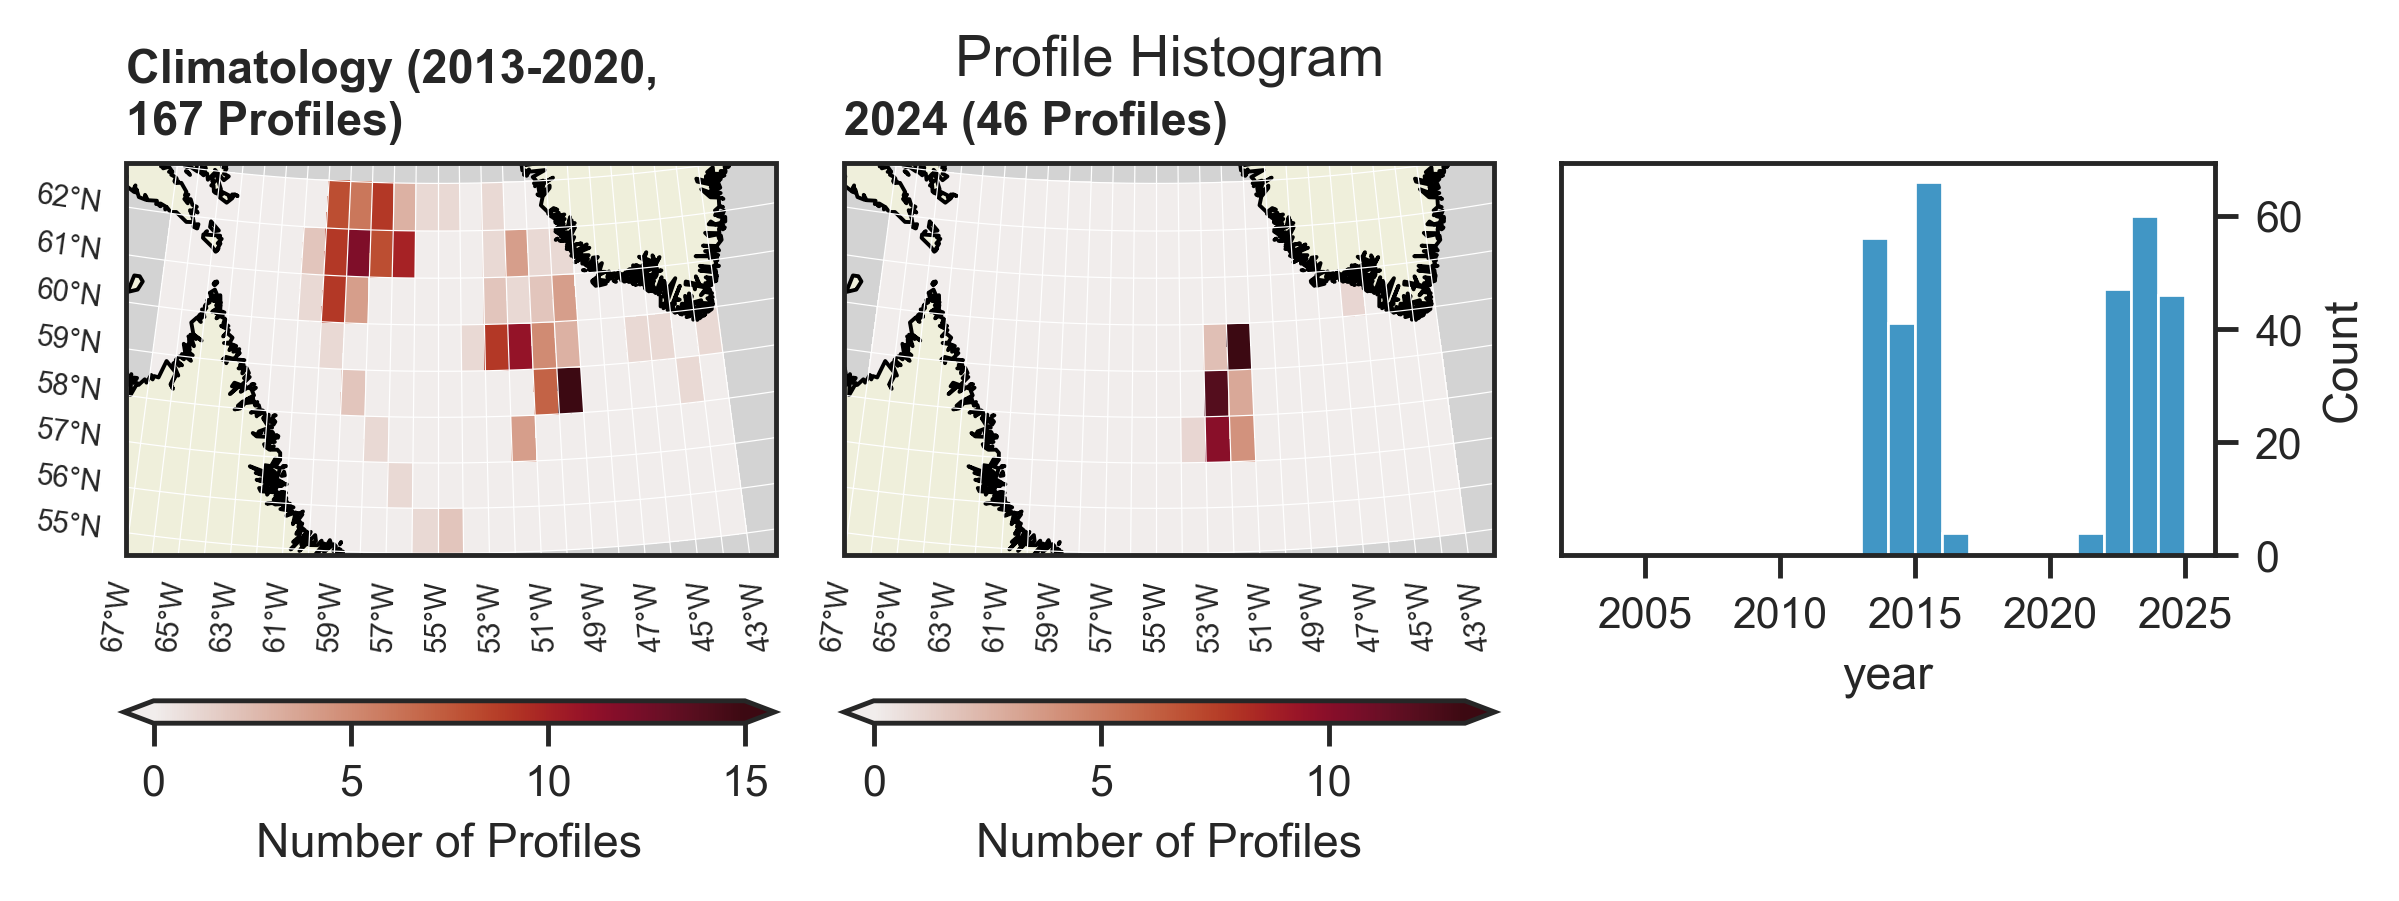 Profile Histogram
Climatology (2013-2020,
167 Profiles)
2024 (46 Profiles)
62°N
61°N
60°N
59°N
58°N
57°N
56°N
55°N
67°W 65°W 63°W 61°W 59°W 57°W 55°W 53°W 51°W 49°W 47°W 45°W 43°W
0 5 10 15
Number of Profiles
67°W 65°W 63°W 61°W 59°W 57°W 55°W 53°W 51°W 49°W 47°W 45°W 43°W
0 5 10
Number of Profiles
60
40
20
0
Count
2005 2010 2015 2020 2025
year